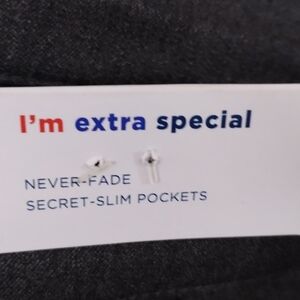 I'm extra special
NEVER-FADE
SECRET-SLIM POCKETS